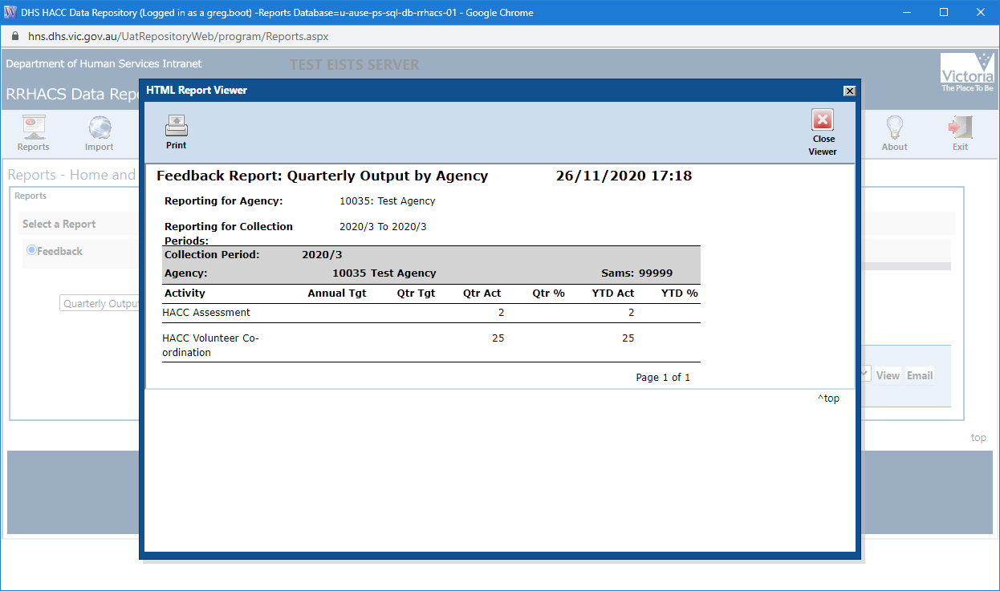 DHS HACC Data Repository (Logged in as a greg.boot) -Reports Database=u-ause-ps-sql-db-rrhacs-01 - Google Chrome
hns.dhs.vic.gov.au/UatRepositoryWeb/program/Reports.aspx
Department of Human Services Intranet
TEST EISTS SERVER
Victoria
The Place To Be
RRHACS Data Repo
HTML Report Viewer
Reports
Import
Print
Close
Viewer
About
Exit
Reports - Home and
Reports
Select a Report
Feedback
Quarterly Output
Feedback Report: Quarterly Output by Agency 26/11/2020 17:18
Reporting for Agency: 10035: Test Agency
Reporting for Collection 2020/3 To 2020/3
Periods:
Collection Period: 2020/3
Agency: 10035 Test Agency Sams: 99999
Activity Annual Tgt Qtr Tgt Qtr Act Qtr % YTD Act YTD %
HACC Assessment 2 2
HACC Volunteer Co- 25 25
ordination
Page 1 of 1
View Email
^top
top